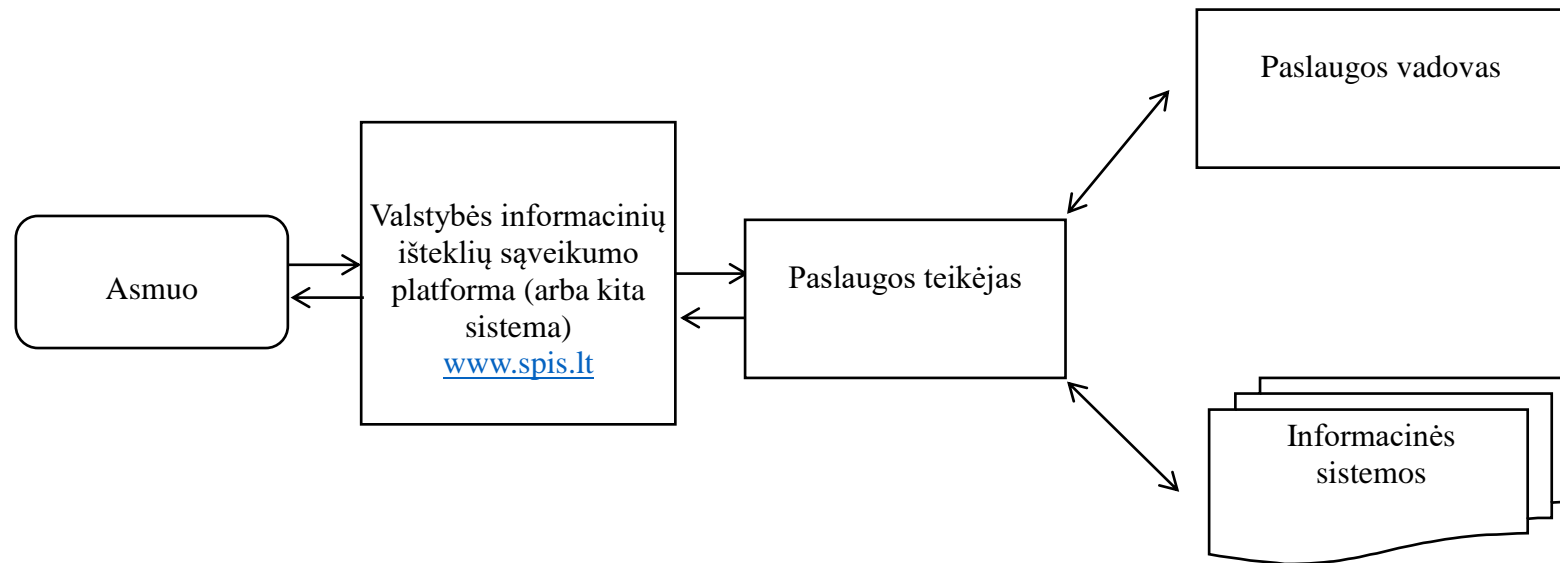 Asmuo
Valstybės informacinių
išteklių sąveikumo
platforma (arba kita
sistema)
www.spis.lt
Paslaugos teikėjas
Paslaugos vadovas
Informacinės
sistemos